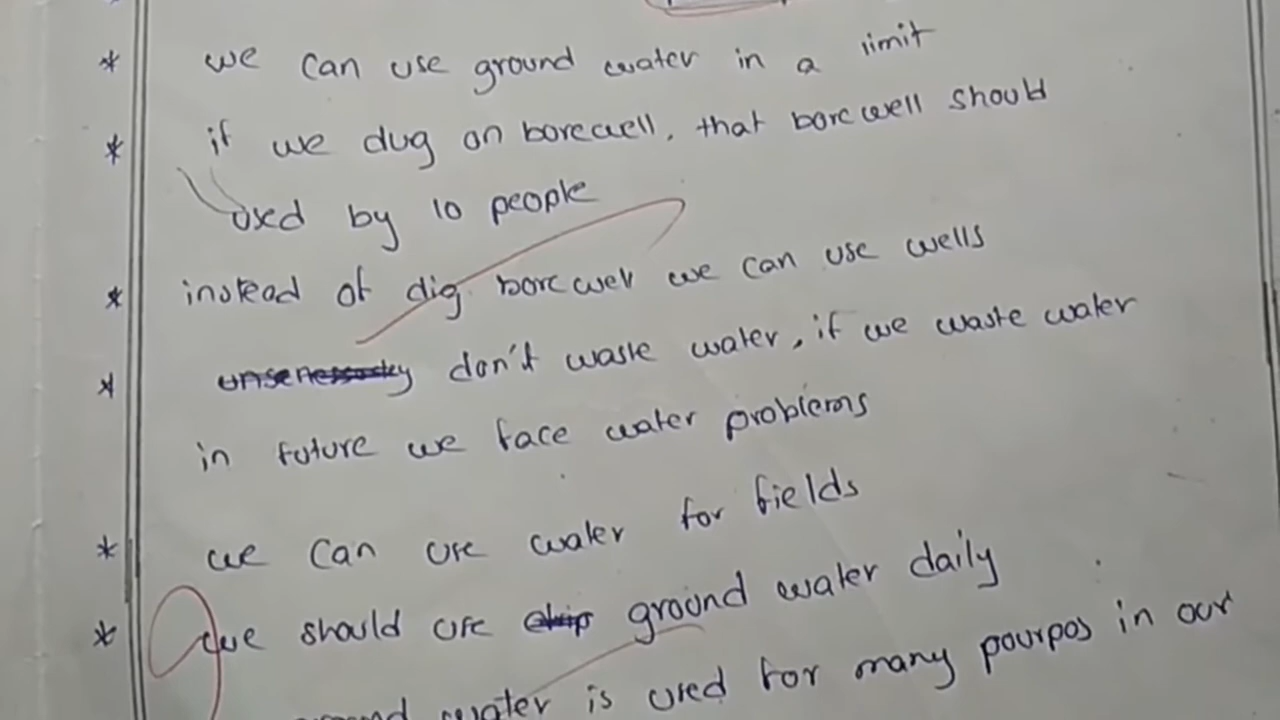 * we can use ground water in a limit
* if we dug on borewell, that borewell should
used by 10 people
* instead of dig borewell we can use wells
* don't waste water, if we waste water
in future we face water problems
* we can use water for fields
* we should use ground water daily
water is used for many pourpos in our